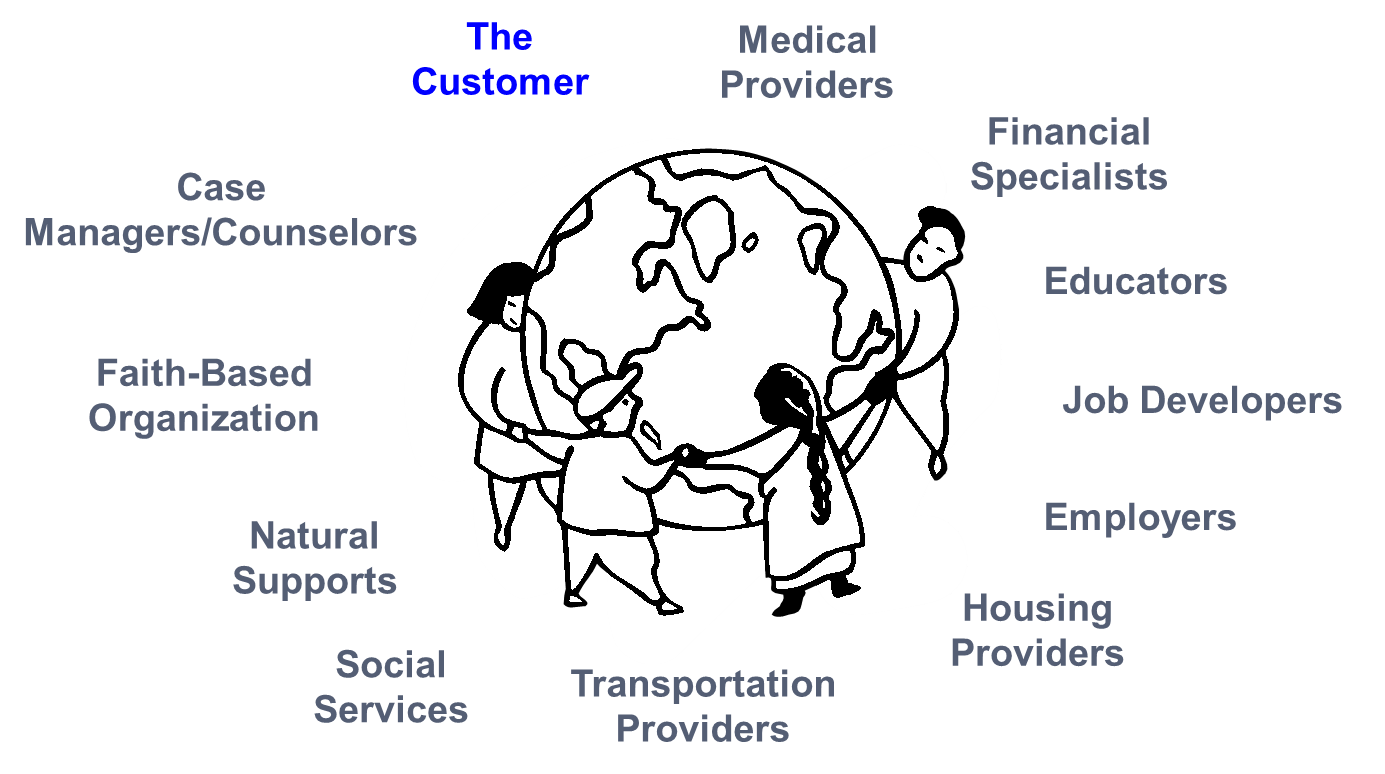 The
Customer
Medical
Providers
Financial
Specialists
Educators
Job Developers
Employers
Housing
Providers
Transportation
Providers
Social
Services
Natural
Supports
Faith-Based
Organization
Case
Managers/Counselors